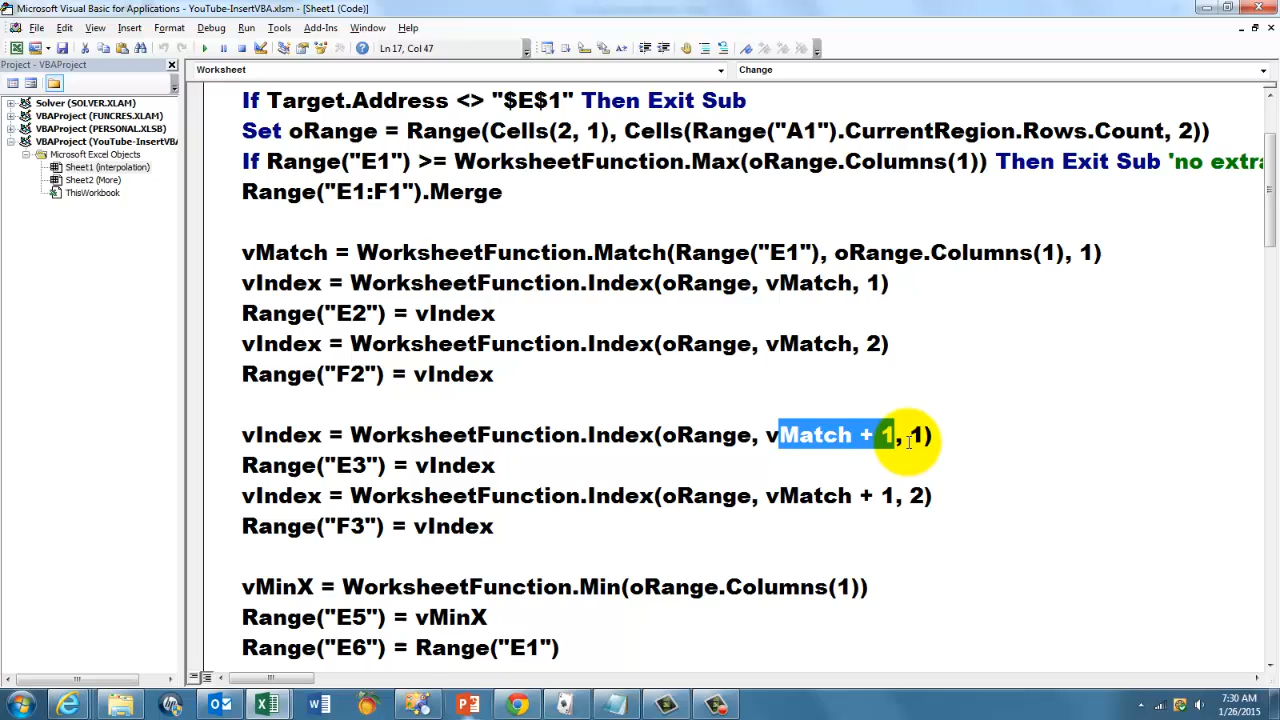 Microsoft Visual Basic for Applications - YouTube-InsertVBA.xlsm - [Sheet1 (Code)]
File Edit View Insert Format Debug Run Tools Add-Ins Window Help
Ln 17, Col 47
Project - VBAProject
Worksheet
Change
Solver (SOLVER.XLAM)
VBAProject (FUNCRES.XLAM)
VBAProject (PERSONAL.XLSB)
VBAProject (YouTube-InsertVBA
Microsoft Excel Objects
Sheet1 (interpolation)
Sheet2 (More)
ThisWorkbook
If Target.Address <> "$E$1" Then Exit Sub
Set oRange = Range(Cells(2, 1), Cells(Range("A1").CurrentRegion.Rows.Count, 2))
If Range("E1") >= WorksheetFunction.Max(oRange.Columns(1)) Then Exit Sub 'no extra
Range("E1:F1").Merge
vMatch = WorksheetFunction.Match(Range("E1"), oRange.Columns(1), 1)
vIndex = WorksheetFunction.Index(oRange, vMatch, 1)
Range("E2") = vIndex
vIndex = WorksheetFunction.Index(oRange, vMatch, 2)
Range("F2") = vIndex
vIndex = WorksheetFunction.Index(oRange, vMatch + 1, 1)
Range("E3") = vIndex
vIndex = WorksheetFunction.Index(oRange, vMatch + 1, 2)
Range("F3") = vIndex
vMinX = WorksheetFunction.Min(oRange.Columns(1))
Range("E5") = vMinX
Range("E6") = Range("E1")
7:30 AM
1/26/2015